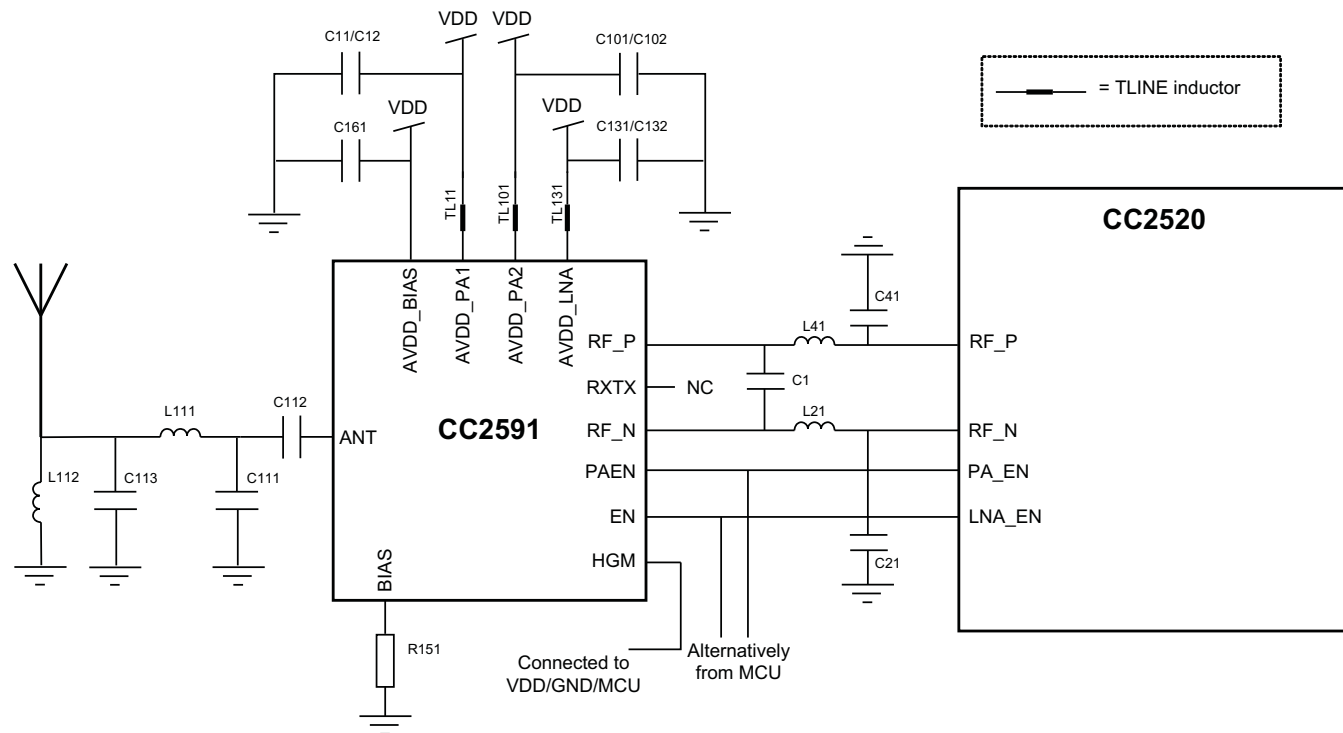 VDD
VDD
C11/C12
C101/C102
= TLINE inductor
VDD
VDD
C161
C131/C132
TL11
TL101
TL131
CC2520
AVDD_BIAS
AVDD_PA1
AVDD_PA2
AVDD_LNA
C41
L41
RF_P
RF_P
C1
RXTX
NC
L111
C112
ANT
CC2591
L21
RF_N
RF_N
L112
C113
C111
PAEN
PA_EN
EN
LNA_EN
C21
HGM
BIAS
R151
Connected to
VDD/GND/MCU
Alternatively
from MCU